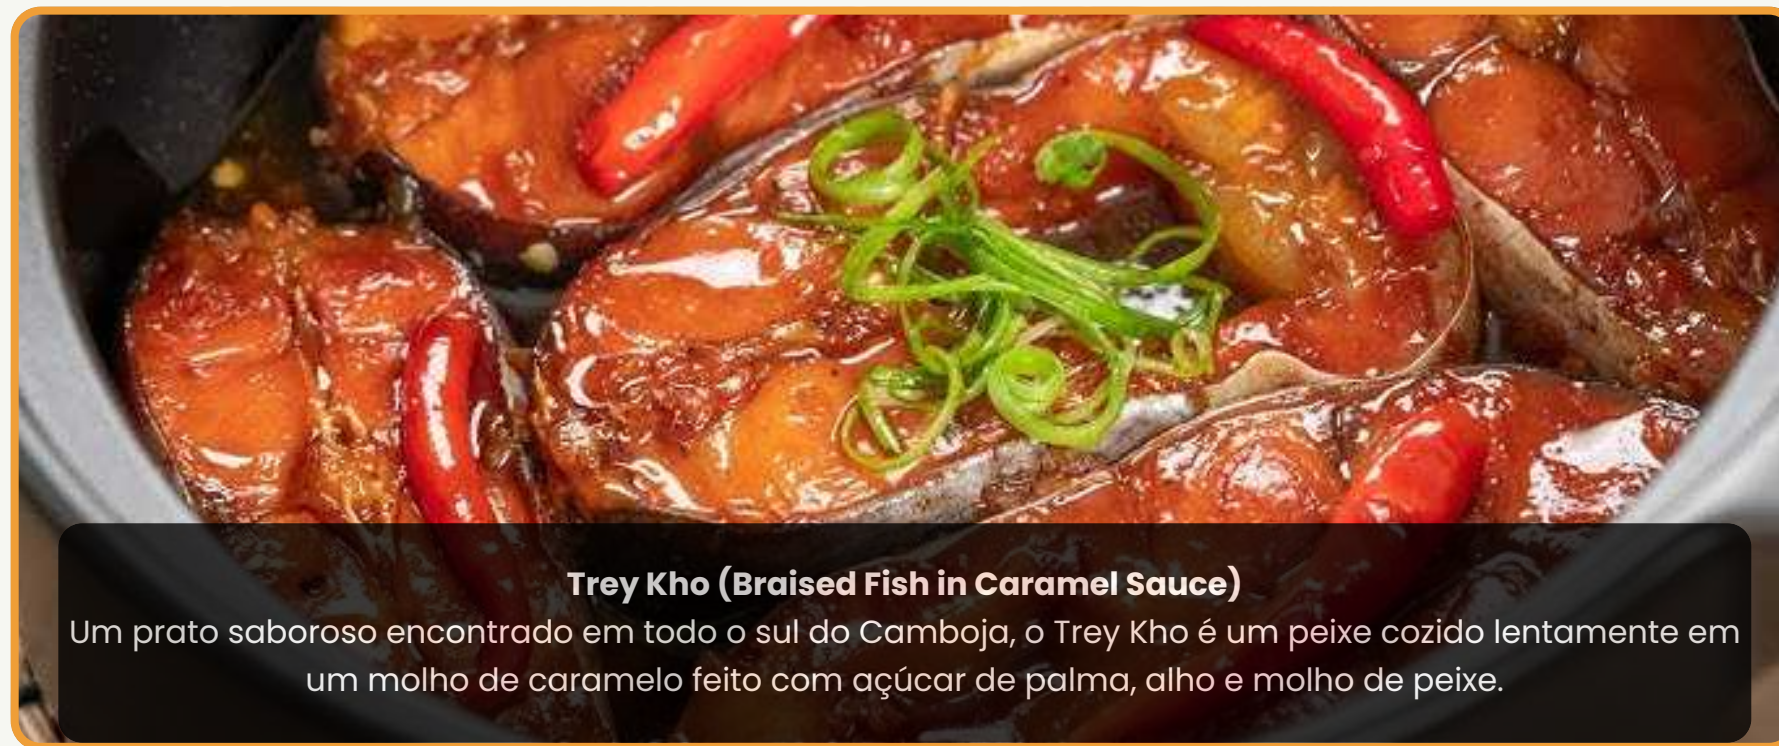 Trey Kho (Braised Fish in Caramel Sauce)
Um prato saboroso encontrado em todo o sul do Camboja, o Trey Kho é um peixe cozido lentamente em
um molho de caramelo feito com açúcar de palma, alho e molho de peixe.